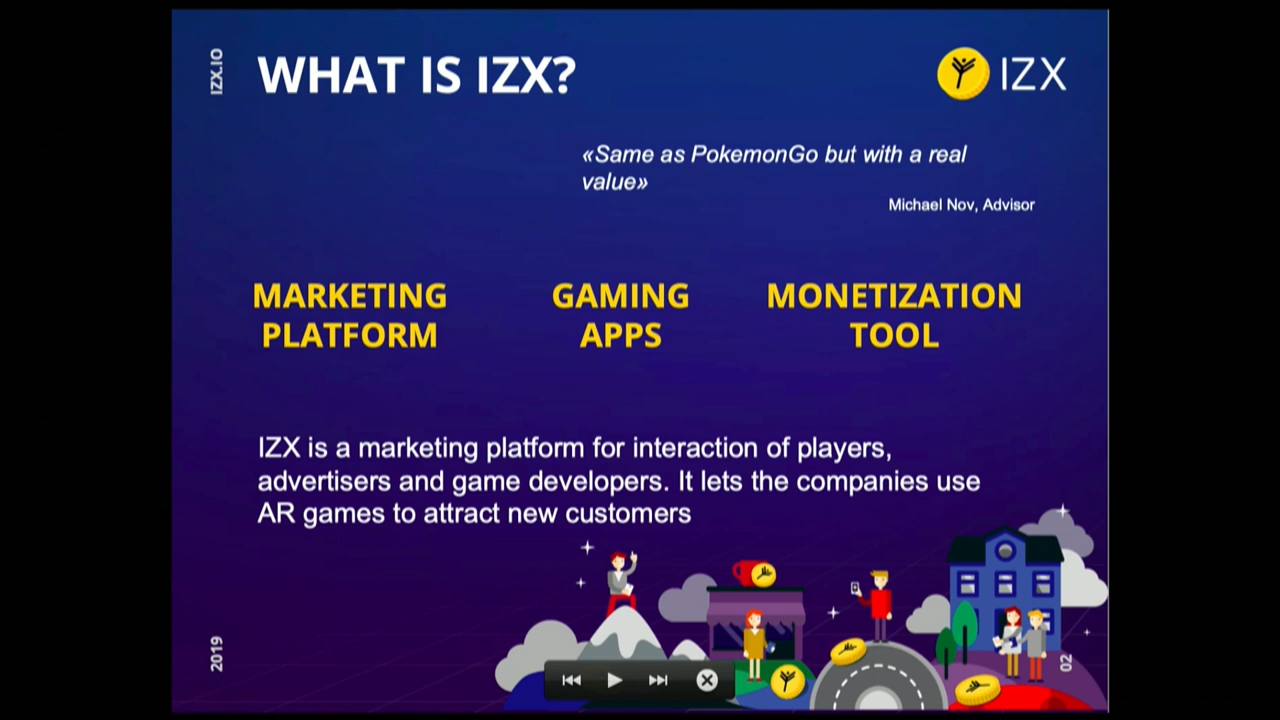 IZX.IO
WHAT IS IZX?
IZX
«Same as PokemonGo but with a real
value»
Michael Nov, Advisor
MARKETING
PLATFORM
GAMING
APPS
MONETIZATION
TOOL
IZX is a marketing platform for interaction of players,
advertisers and game developers. It lets the companies use
AR games to attract new customers
2019
02